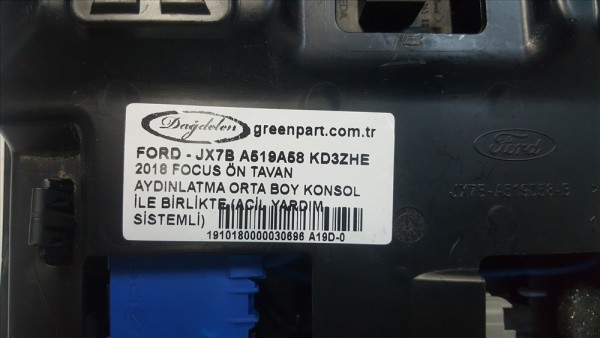 Dağdelen greenpart.com.tr
FORD - JX7B A519A58 KD3ZHE
2018 FOCUS ÖN TAVAN
AYDINLATMA ORTA BOY KONSOL
İLE BİRLİKTE (ACİL YARDIM
SİSTEMLİ)
1910180000030696 A19D-0
Ford